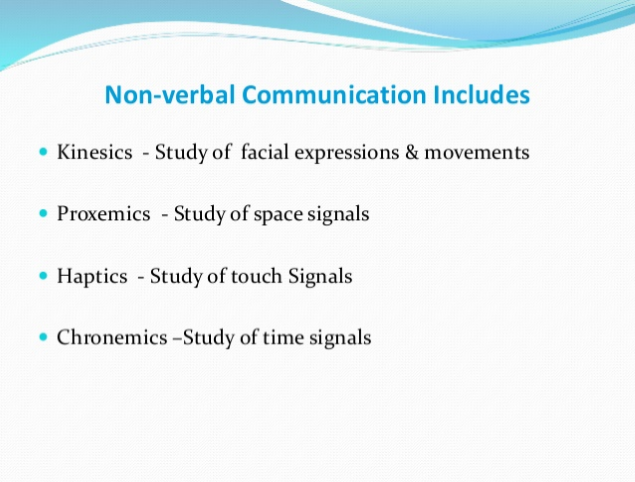 Non-verbal Communication Includes
Kinesics - Study of facial expressions & movements
Proxemics - Study of space signals
Haptics - Study of touch Signals
Chronemics –Study of time signals